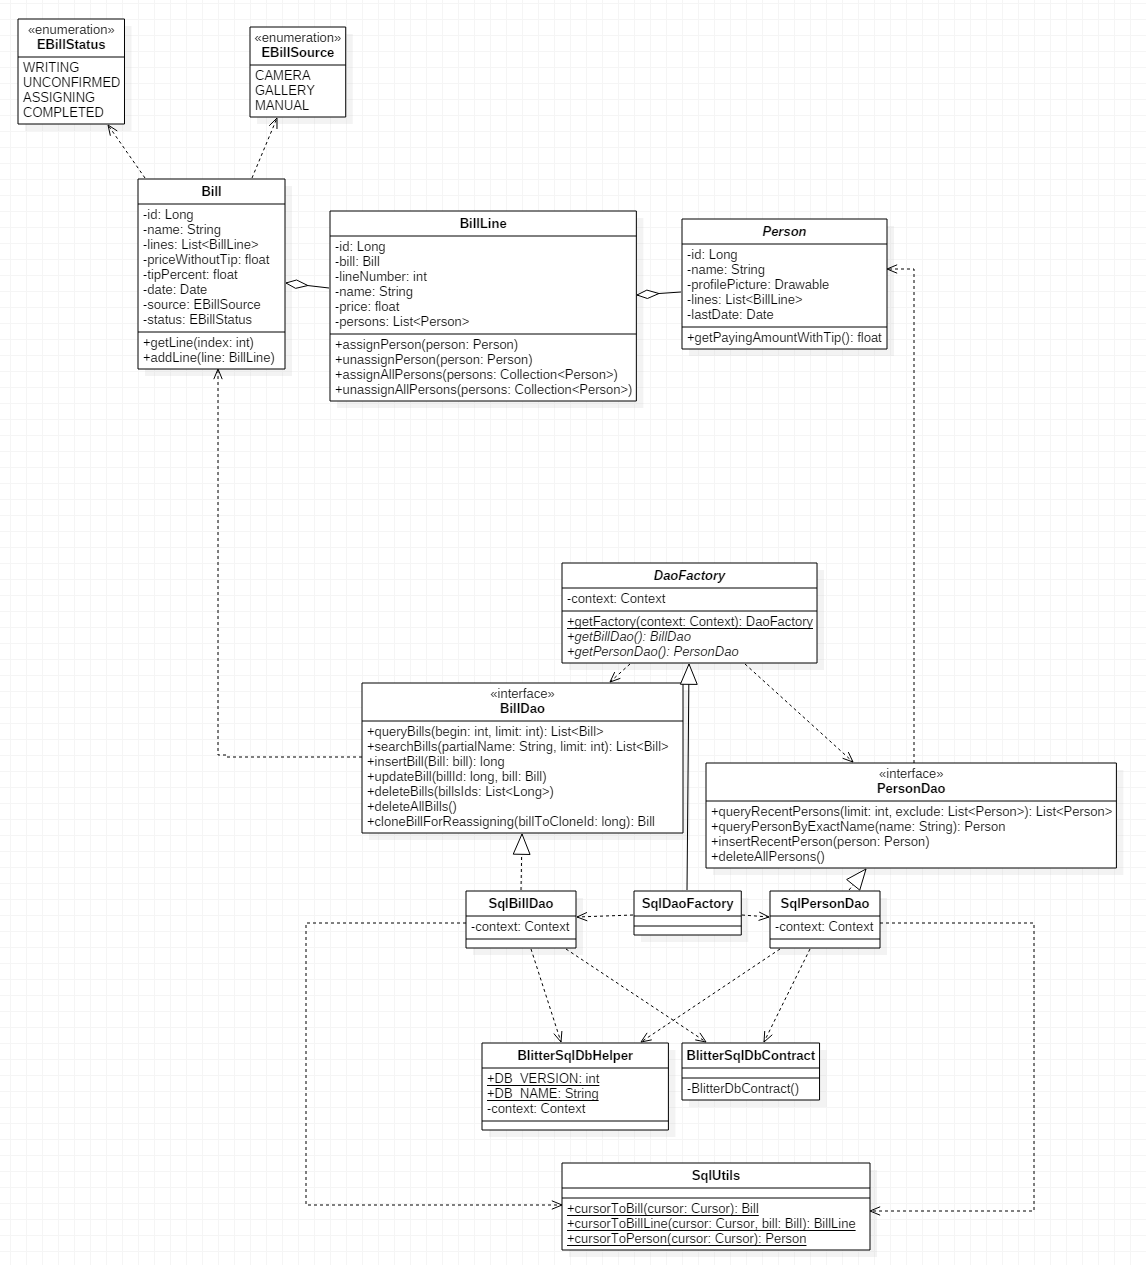 «enumeration»
EBillStatus
WRITING
UNCONFIRMED
ASSIGNING
COMPLETED
«enumeration»
EBillSource
CAMERA
GALLERY
MANUAL
Bill
-id: Long
-name: String
-lines: List<BillLine>
-priceWithoutTip: float
-tipPercent: float
-date: Date
-source: EBillSource
-status: EBillStatus
+getLine(index: int)
+addLine(line: BillLine)
BillLine
-id: Long
-bill: Bill
-lineNumber: int
-name: String
-price: float
-persons: List<Person>
+assignPerson(person: Person)
+unassignPerson(person: Person)
+assignAllPersons(persons: Collection<Person>)
+unassignAllPersons(persons: Collection<Person>)
Person
-id: Long
-name: String
-profilePicture: Drawable
-lines: List<BillLine>
-lastDate: Date
+getPayingAmountWithTip(): float
DaoFactory
-context: Context
+getFactory(context: Context): DaoFactory
+getBillDao(): BillDao
+getPersonDao(): PersonDao
«interface»
BillDao
+queryBills(begin: int, limit: int): List<Bill>
+searchBills(partialName: String, limit: int): List<Bill>
+insertBill(Bill: bill): long
+updateBill(billId: long, bill: Bill)
+deleteBills(billsIds: List<Long>)
+deleteAllBills()
+cloneBillForReassigning(billToCloneId: long): Bill
«interface»
PersonDao
+queryRecentPersons(limit: int, exclude: List<Person>): List<Person>
+queryPersonByExactName(name: String): Person
+insertRecentPerson(person: Person)
+deleteAllPersons()
SqlBillDao
-context: Context
SqlDaoFactory
SqlPersonDao
-context: Context
BlitterSqlDbHelper
+DB_VERSION: int
+DB_NAME: String
-context: Context
BlitterSqlDbContract
-BlitterDbContract()
SqlUtils
+cursorToBill(cursor: Cursor): Bill
+cursorToBillLine(cursor: Cursor, bill: Bill): BillLine
+cursorToPerson(cursor: Cursor): Person